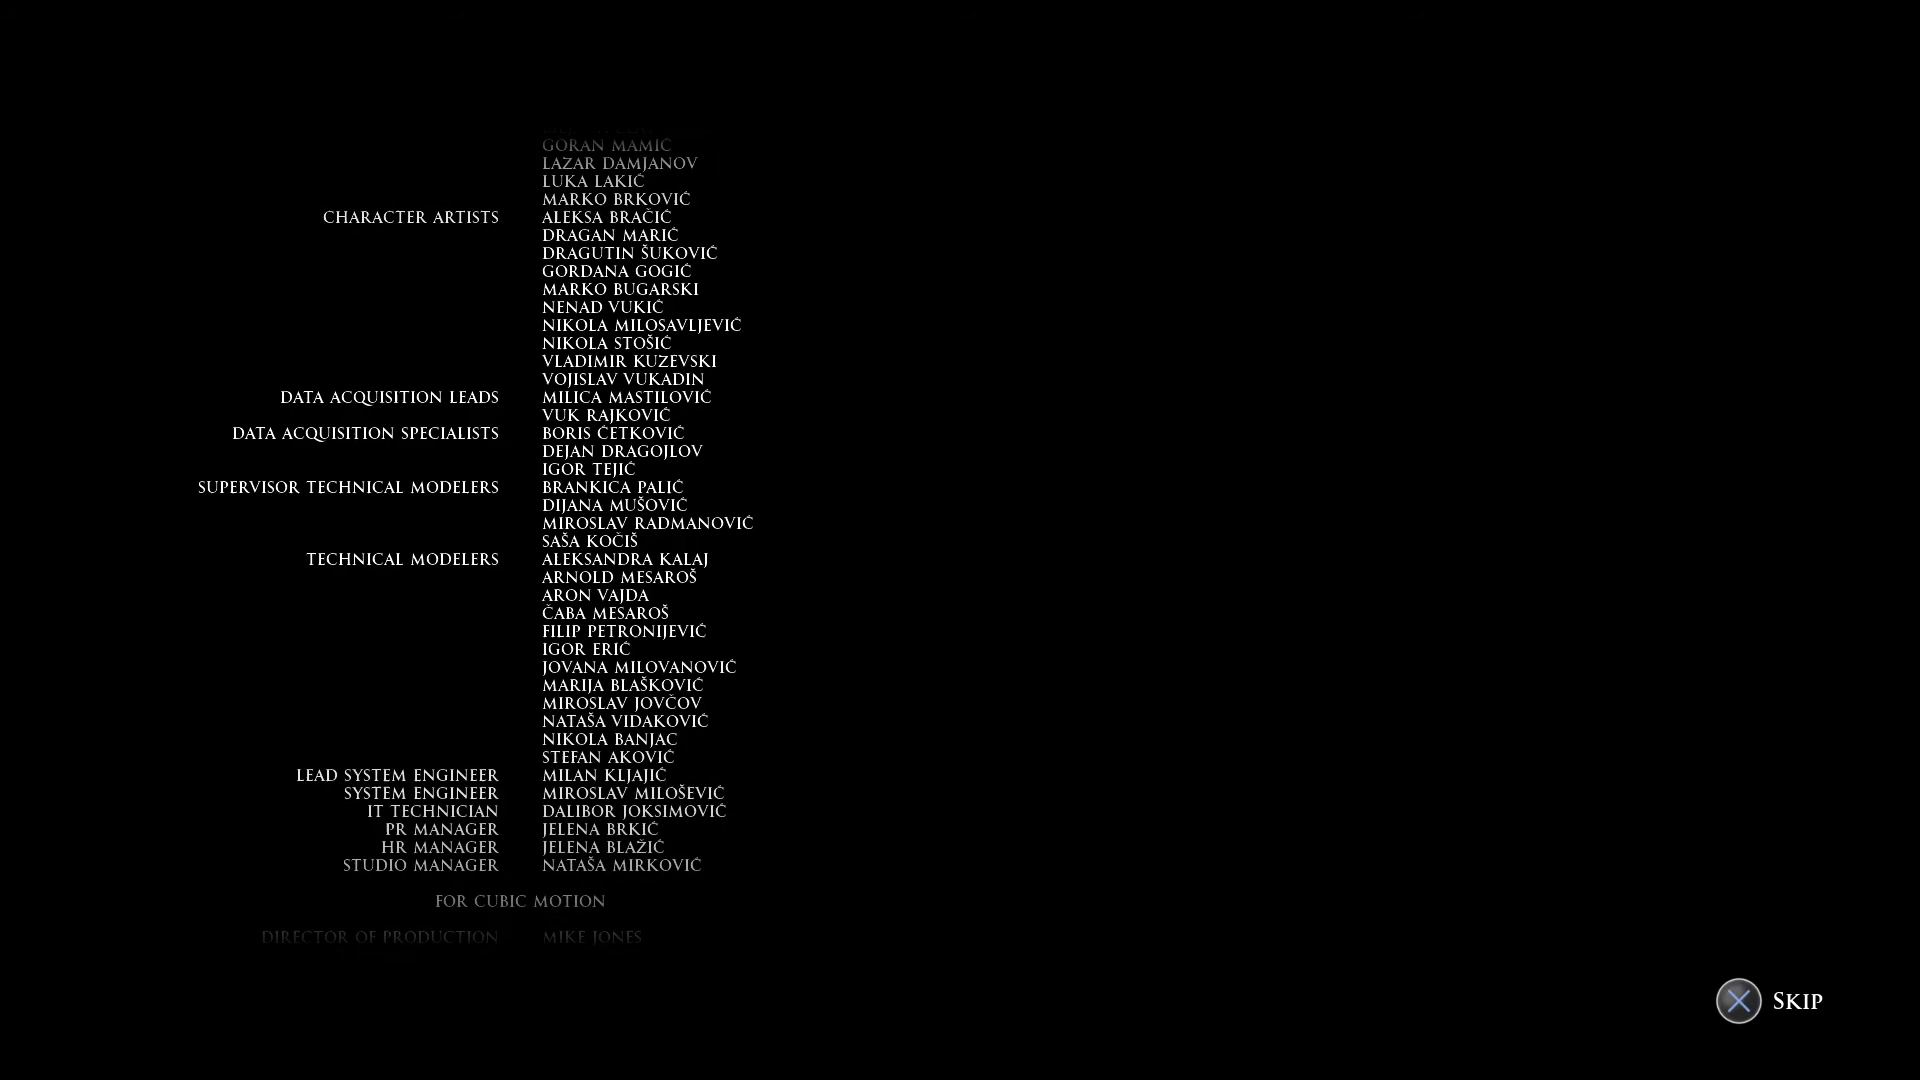 GORAN MAMIĆ
LAZAR DAMJANOV
LUKA LAKIĆ
MARKO BRKOVIĆ
CHARACTER ARTISTS ALEKSA BRAČIĆ
DRAGAN MARIĆ
DRAGUTIN ŠUKOVIĆ
GORDANA GOGIĆ
MARKO BUGARSKI
NENAD VUKIĆ
NIKOLA MILOSAVLJEVIĆ
NIKOLA STOŠIĆ
VLADIMIR KUZEVSKI
VOJISLAV VUKADIN
DATA ACQUISITION LEADS MILICA MASTILOVIĆ
VUK RAJKOVIĆ
DATA ACQUISITION SPECIALISTS BORIS ĆETKOVIĆ
DEJAN DRAGOJLOV
IGOR TEJIĆ
SUPERVISOR TECHNICAL MODELERS BRANKICA PALIĆ
DIJANA MUŠOVIĆ
MIROSLAV RADMANOVIĆ
SAŠA KOČIŠ
TECHNICAL MODELERS ALEKSANDRA KALAJ
ARNOLD MESAROŠ
ARON VAJDA
ČABA MESAROŠ
FILIP PETRONIJEVIĆ
IGOR ERIĆ
JOVANA MILOVANOVIĆ
MARIJA BLAŠKOVIĆ
MIROSLAV JOVČOV
NATAŠA VIDAKOVIĆ
NIKOLA BANJAC
STEFAN AKOVIĆ
LEAD SYSTEM ENGINEER MILAN KLJAJIĆ
SYSTEM ENGINEER MIROSLAV MILOŠEVIĆ
IT TECHNICIAN DALIBOR JOKSIMOVIĆ
PR MANAGER JELENA BRKIĆ
HR MANAGER JELENA BLAŽIĆ
STUDIO MANAGER NATAŠA MIRKOVIĆ
FOR CUBIC MOTION
DIRECTOR OF PRODUCTION MIKE JONES
SKIP